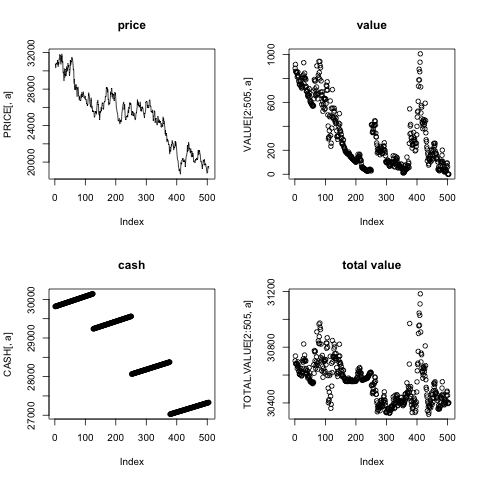 price
PRICE[, a]
32000
28000
24000
20000
0 100 200 300 400 500
Index
value
VALUE[2:505, a]
1000
600
200
0
0 100 200 300 400 500
Index
cash
CASH[, a]
30000
29000
28000
27000
0 100 200 300 400 500
Index
total value
TOTAL.VALUE[2:505, a]
31200
30800
30400
0 100 200 300 400 500
Index